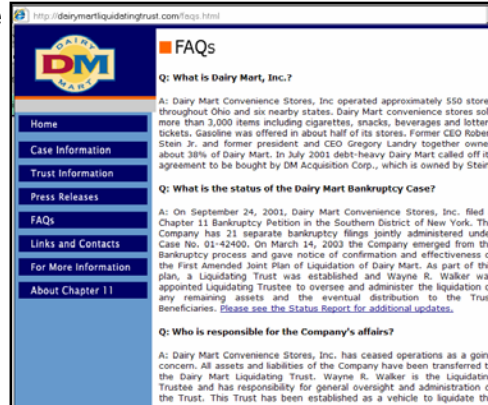 http://dairymartliquidatingtrust.com/faqs.html
DAIRY
DM
MART
Home
Case Information
Trust Information
Press Releases
FAQs
Links and Contacts
For More Information
About Chapter 11
FAQs
Q: What is Dairy Mart, Inc.?
A: Dairy Mart Convenience Stores, Inc operated approximately 550 store
throughout Ohio and six nearby states. Dairy Mart convenience stores sol
more than 3,000 items including cigarettes, snacks, beverages and lotter
tickets. Gasoline was offered in about half of its stores. Former CEO Rober
Stein Jr. and former president and CEO Gregory Landry together owne
about 38% of Dairy Mart. In July 2001 debt-heavy Dairy Mart called off it
agreement to be bought by DM Acquisition Corp., which is owned by Stein
Q: What is the status of the Dairy Mart Bankruptcy Case?
A: On September 24, 2001, Dairy Mart Convenience Stores, Inc. filed
Chapter 11 Bankruptcy Petition in the Southern District of New York. Th
Company has 21 separate bankruptcy filings jointly administered unde
Case No. 01-42400. On March 14, 2003 the Company emerged from th
Bankruptcy process and gave notice of confirmation and effectiveness o
the First Amended Joint Plan of Liquidation of Dairy Mart. As part of thi
plan, a Liquidating Trust was established and Wayne R. Walker wa
appointed Liquidating Trustee to oversee and administer the liquidation o
any remaining assets and the eventual distribution to the Trus
Beneficiaries. Please see the Status Report for additional updates.
Q: Who is responsible for the Company's affairs?
A: Dairy Mart Convenience Stores, Inc. has ceased operations as a goin
concern. All assets and liabilities of the Company have been transferred t
the Dairy Mart Liquidating Trust. Wayne R. Walker is the Liquidatin
Trustee and has responsibility for general oversight and administration o
the Trust. This Trust has been established as a vehicle to liquidate th